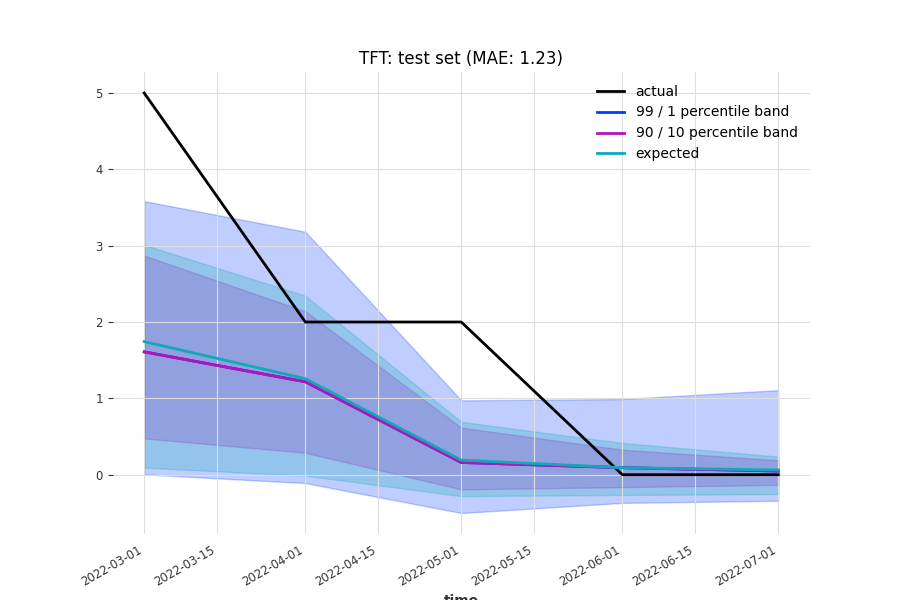 TFT: test set (MAE: 1.23)
actual
99 / 1 percentile band
90 / 10 percentile band
expected
5
4
3
2
1
0
2022-03-01
2022-03-15
2022-04-01
2022-04-15
2022-05-01
2022-05-15
2022-06-01
2022-06-15
2022-07-01
time